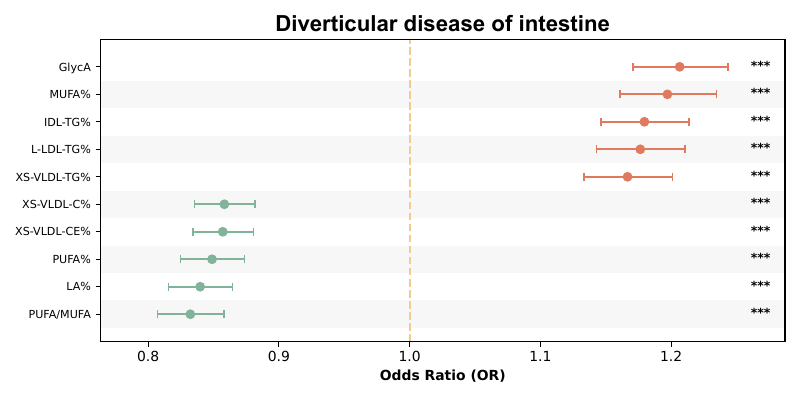 Diverticular disease of intestine
GlycA ***
MUFA% ***
IDL-TG% ***
L-LDL-TG% ***
XS-VLDL-TG% ***
XS-VLDL-C% ***
XS-VLDL-CE% ***
PUFA% ***
LA% ***
PUFA/MUFA ***
0.8 0.9 1.0 1.1 1.2
Odds Ratio (OR)